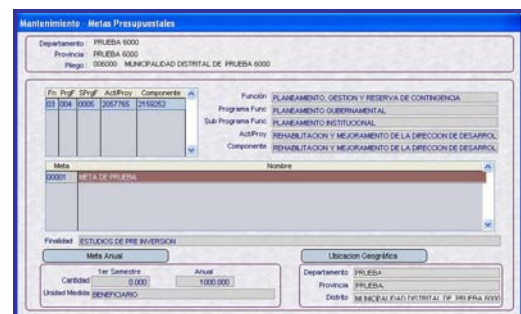 Mantenimiento - Metas Presupuestales
Departamento : PRUEBA 6000
Provincia : PRUEBA 6000
Pliego : 006000 MUNICIPALIDAD DISTRITAL DE PRUEBA 6000
Fn PrgF SPrgF Act/Proy Componente
03 004 0005 2057765 2159252
Función PLANEAMIENTO, GESTION Y RESERVA DE CONTINGENCIA
Programa Func PLANEAMIENTO GUBERNAMENTAL
Sub Programa Func PLANEAMIENTO INSTITUCIONAL
Act/Proy REHABILITACION Y MEJORAMIENTO DE LA DIRECCION DE DESARROL
Componente REHABILITACION Y MEJORAMIENTO DE LA DIRECCION DE DESARROL
Meta Nombre
00001 META DE PRUEBA
Finalidad ESTUDIOS DE PRE INVERSION
Meta Anual
1er Semestre Anual
Cantidad 0.000 1000.000
Unidad Medida BENEFICIARIO
Ubicacion Geográfica
Departamento PRUEBA
Provincia PRUEBA
Distrito MUNICIPALIDAD DISTRITAL DE PRUEBA 6000